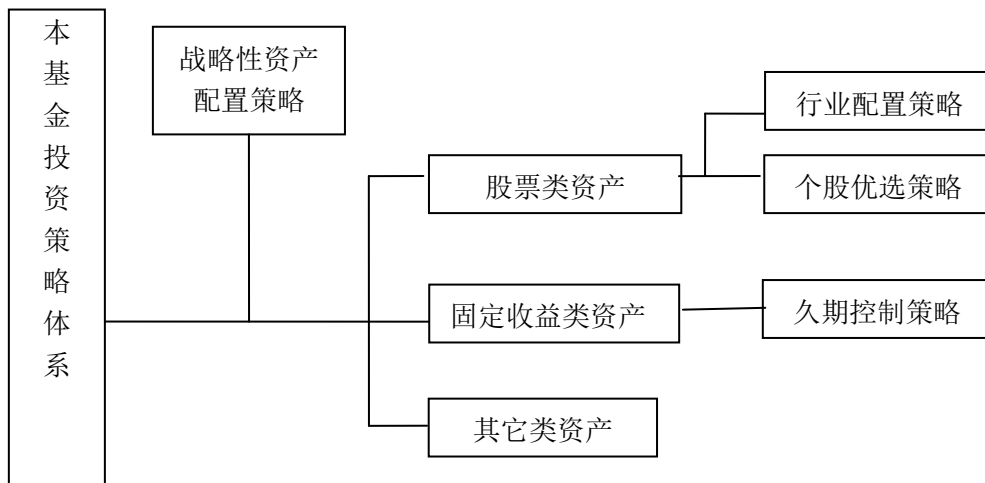 本基金投资策略体系
战略性资产
配置策略
行业配置策略
股票类资产
个股优选策略
固定收益类资产
久期控制策略
其它类资产